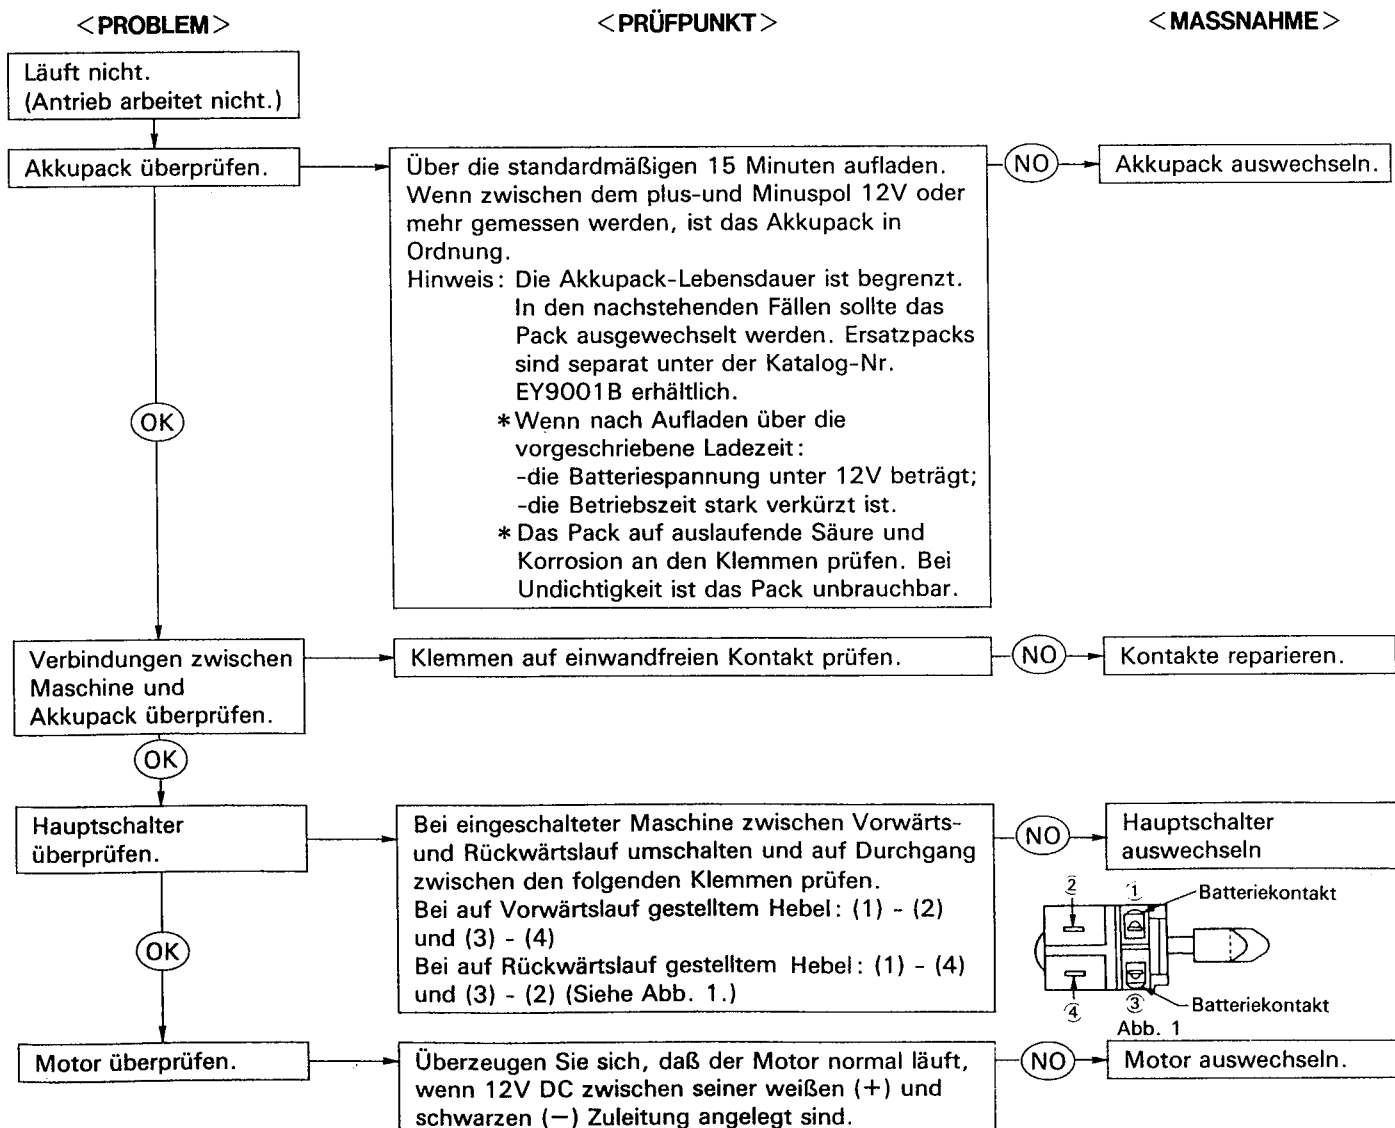 <PROBLEM>
<PRÜFPUNKT>
<MASSNAHME>
Läuft nicht.
(Antrieb arbeitet nicht.)
Akkupack überprüfen.
Über die standardmäßigen 15 Minuten aufladen.
Wenn zwischen dem plus-und Minuspol 12V oder
mehr gemessen werden, ist das Akkupack in
Ordnung.
Hinweis: Die Akkupack-Lebensdauer ist begrenzt.
In den nachstehenden Fällen sollte das
Pack ausgewechselt werden. Ersatzpacks
sind separat unter der Katalog-Nr.
EY9001B erhältlich.
* Wenn nach Aufladen über die
vorgeschriebene Ladezeit:
-die Batteriespannung unter 12V beträgt;
-die Betriebszeit stark verkürzt ist.
* Das Pack auf auslaufende Säure und
Korrosion an den Klemmen prüfen. Bei
Undichtigkeit ist das Pack unbrauchbar.
NO
Akkupack auswechseln.
OK
Verbindungen zwischen
Maschine und
Akkupack überprüfen.
Klemmen auf einwandfreien Kontakt prüfen.
NO
Kontakte reparieren.
OK
Hauptschalter
überprüfen.
Bei eingeschalteter Maschine zwischen Vorwärts-
und Rückwärtslauf umschalten und auf Durchgang
zwischen den folgenden Klemmen prüfen.
Bei auf Vorwärtslauf gestelltem Hebel: (1) - (2)
und (3) - (4)
Bei auf Rückwärtslauf gestelltem Hebel: (1) - (4)
und (3) - (2) (Siehe Abb. 1.)
NO
Hauptschalter
auswechseln
② ①
Batteriekontakt
④ ③
Batteriekontakt
Abb. 1
OK
Motor überprüfen.
Überzeugen Sie sich, daß der Motor normal läuft,
wenn 12V DC zwischen seiner weißen (+) und
schwarzen (−) Zuleitung angelegt sind.
NO
Motor auswechseln.